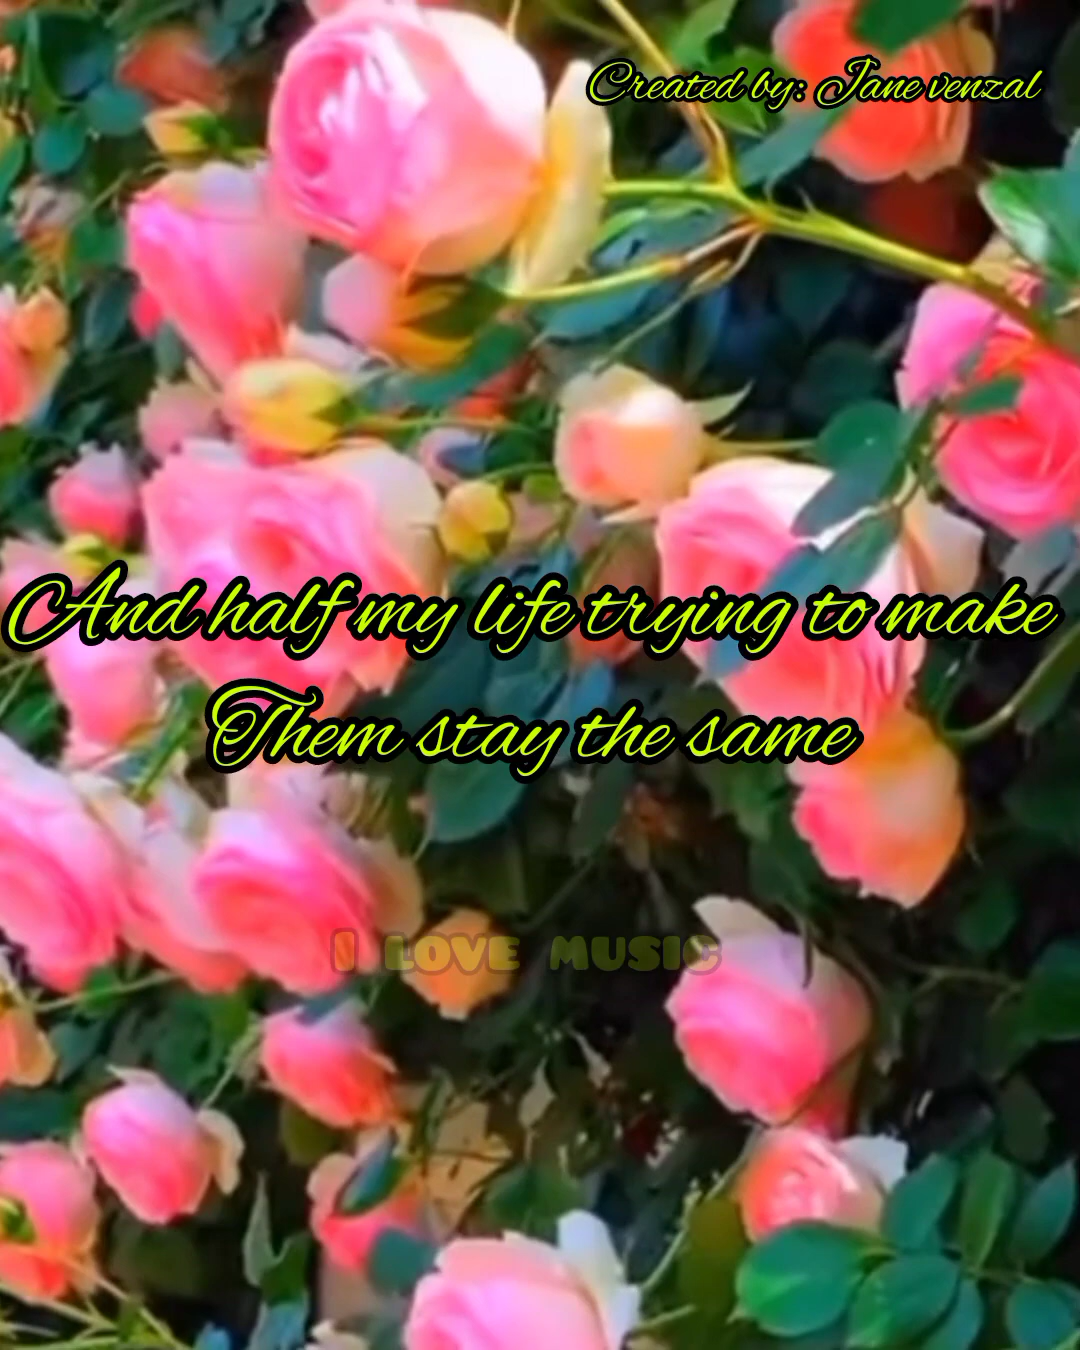 Created by: Jane venzal
And half my life trying to make
Them stay the same
I LOVE MUSIC